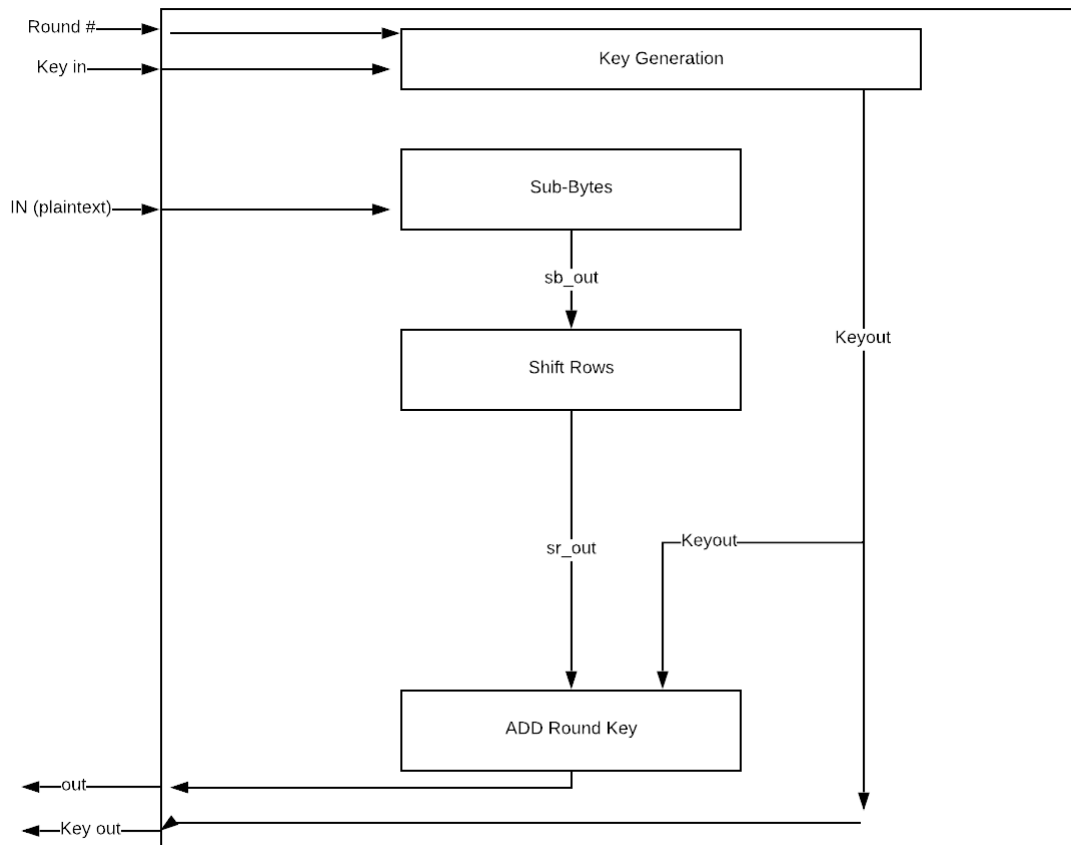 Round #
Key Generation
Key in
Sub-Bytes
IN (plaintext)
sb_out
Keyout
Shift Rows
Keyout
sr_out
ADD Round Key
out
Key out